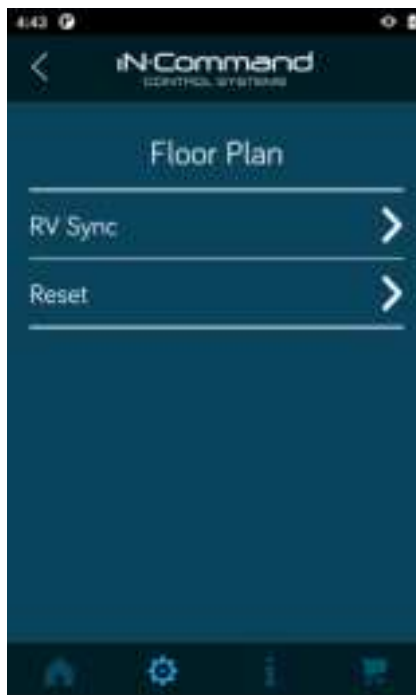 4:43
iN·Command
CONTROL SYSTEMS
Floor Plan
RV Sync
Reset